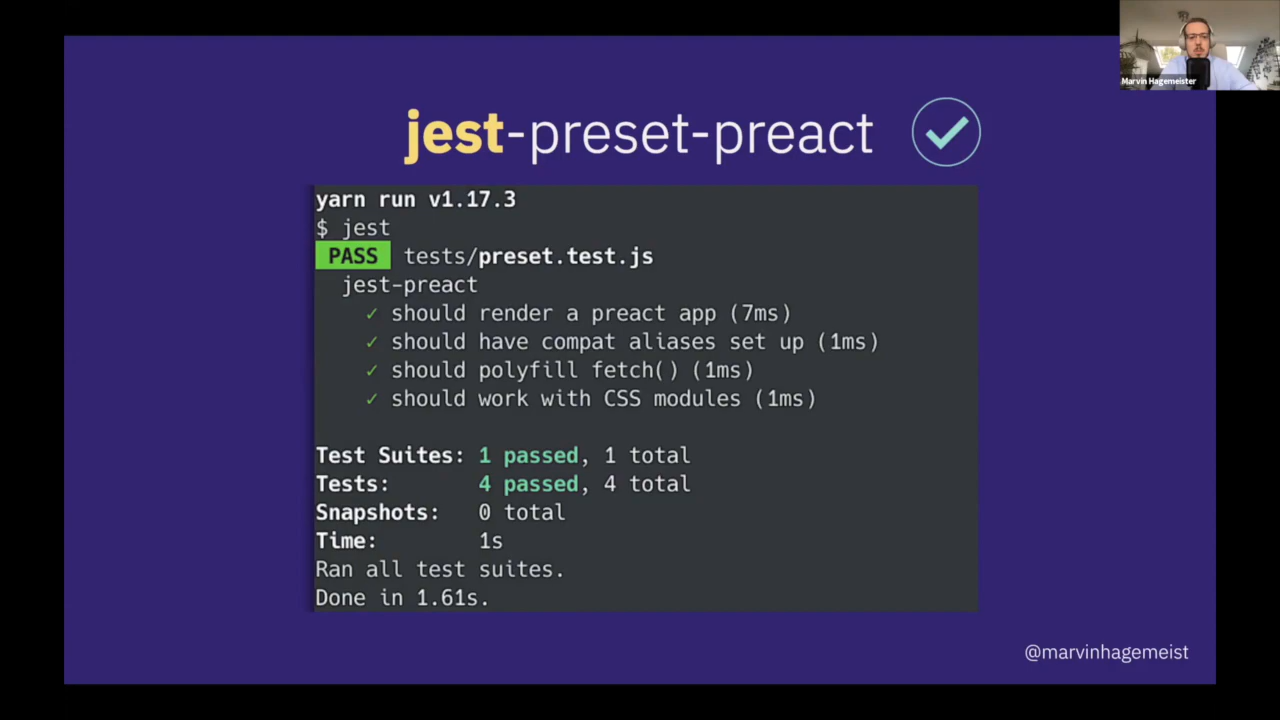 Marvin Hagemeister
jest-preset-preact
yarn run v1.17.3
$ jest
PASS tests/preset.test.js
jest-preact
✓ should render a preact app (7ms)
✓ should have compat aliases set up (1ms)
✓ should polyfill fetch() (1ms)
✓ should work with CSS modules (1ms)
Test Suites: 1 passed, 1 total
Tests: 4 passed, 4 total
Snapshots: 0 total
Time: 1s
Ran all test suites.
Done in 1.61s.
@marvinhagemeist